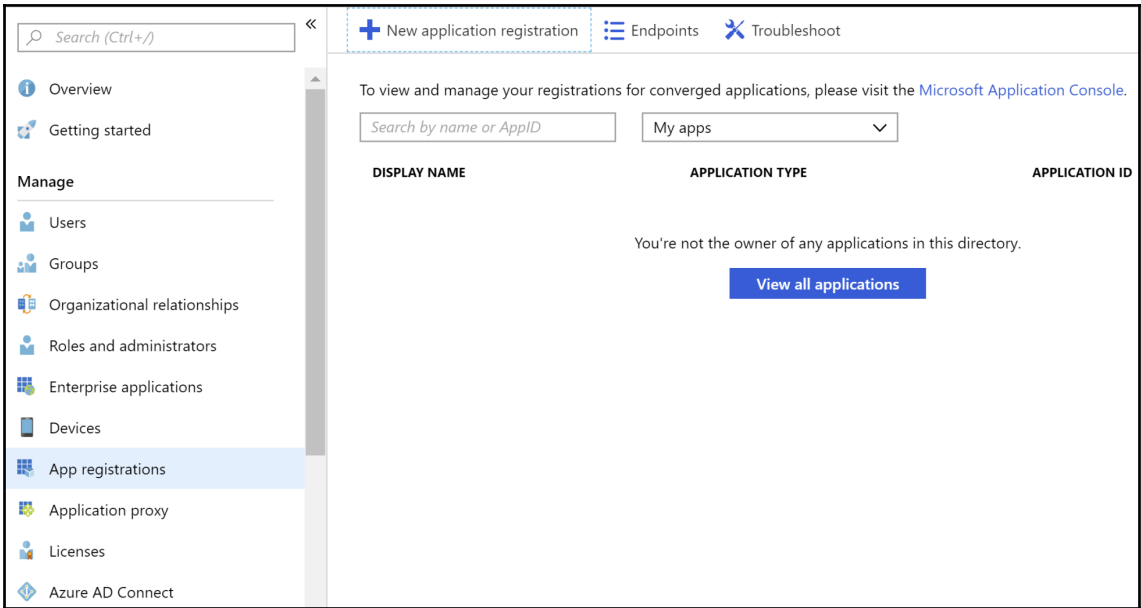 Search (Ctrl+/)
«
Overview
Getting started
Manage
Users
Groups
Organizational relationships
Roles and administrators
Enterprise applications
Devices
App registrations
Application proxy
Licenses
Azure AD Connect
New application registration
Endpoints
Troubleshoot
To view and manage your registrations for converged applications, please visit the Microsoft Application Console.
Search by name or AppID
My apps
DISPLAY NAME
APPLICATION TYPE
APPLICATION ID
You're not the owner of any applications in this directory.
View all applications